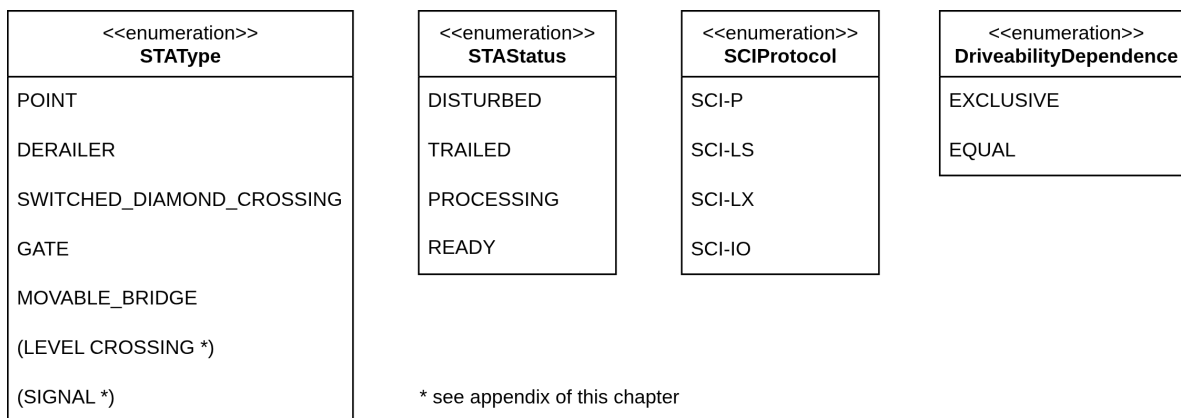 <<enumeration>>
STAType
POINT
DERAILER
SWITCHED_DIAMOND_CROSSING
GATE
MOVABLE_BRIDGE
(LEVEL CROSSING *)
(SIGNAL *)
<<enumeration>>
STAStatus
DISTURBED
TRAILED
PROCESSING
READY
<<enumeration>>
SCIProtocol
SCI-P
SCI-LS
SCI-LX
SCI-IO
<<enumeration>>
DriveabilityDependence
EXCLUSIVE
EQUAL
* see appendix of this chapter